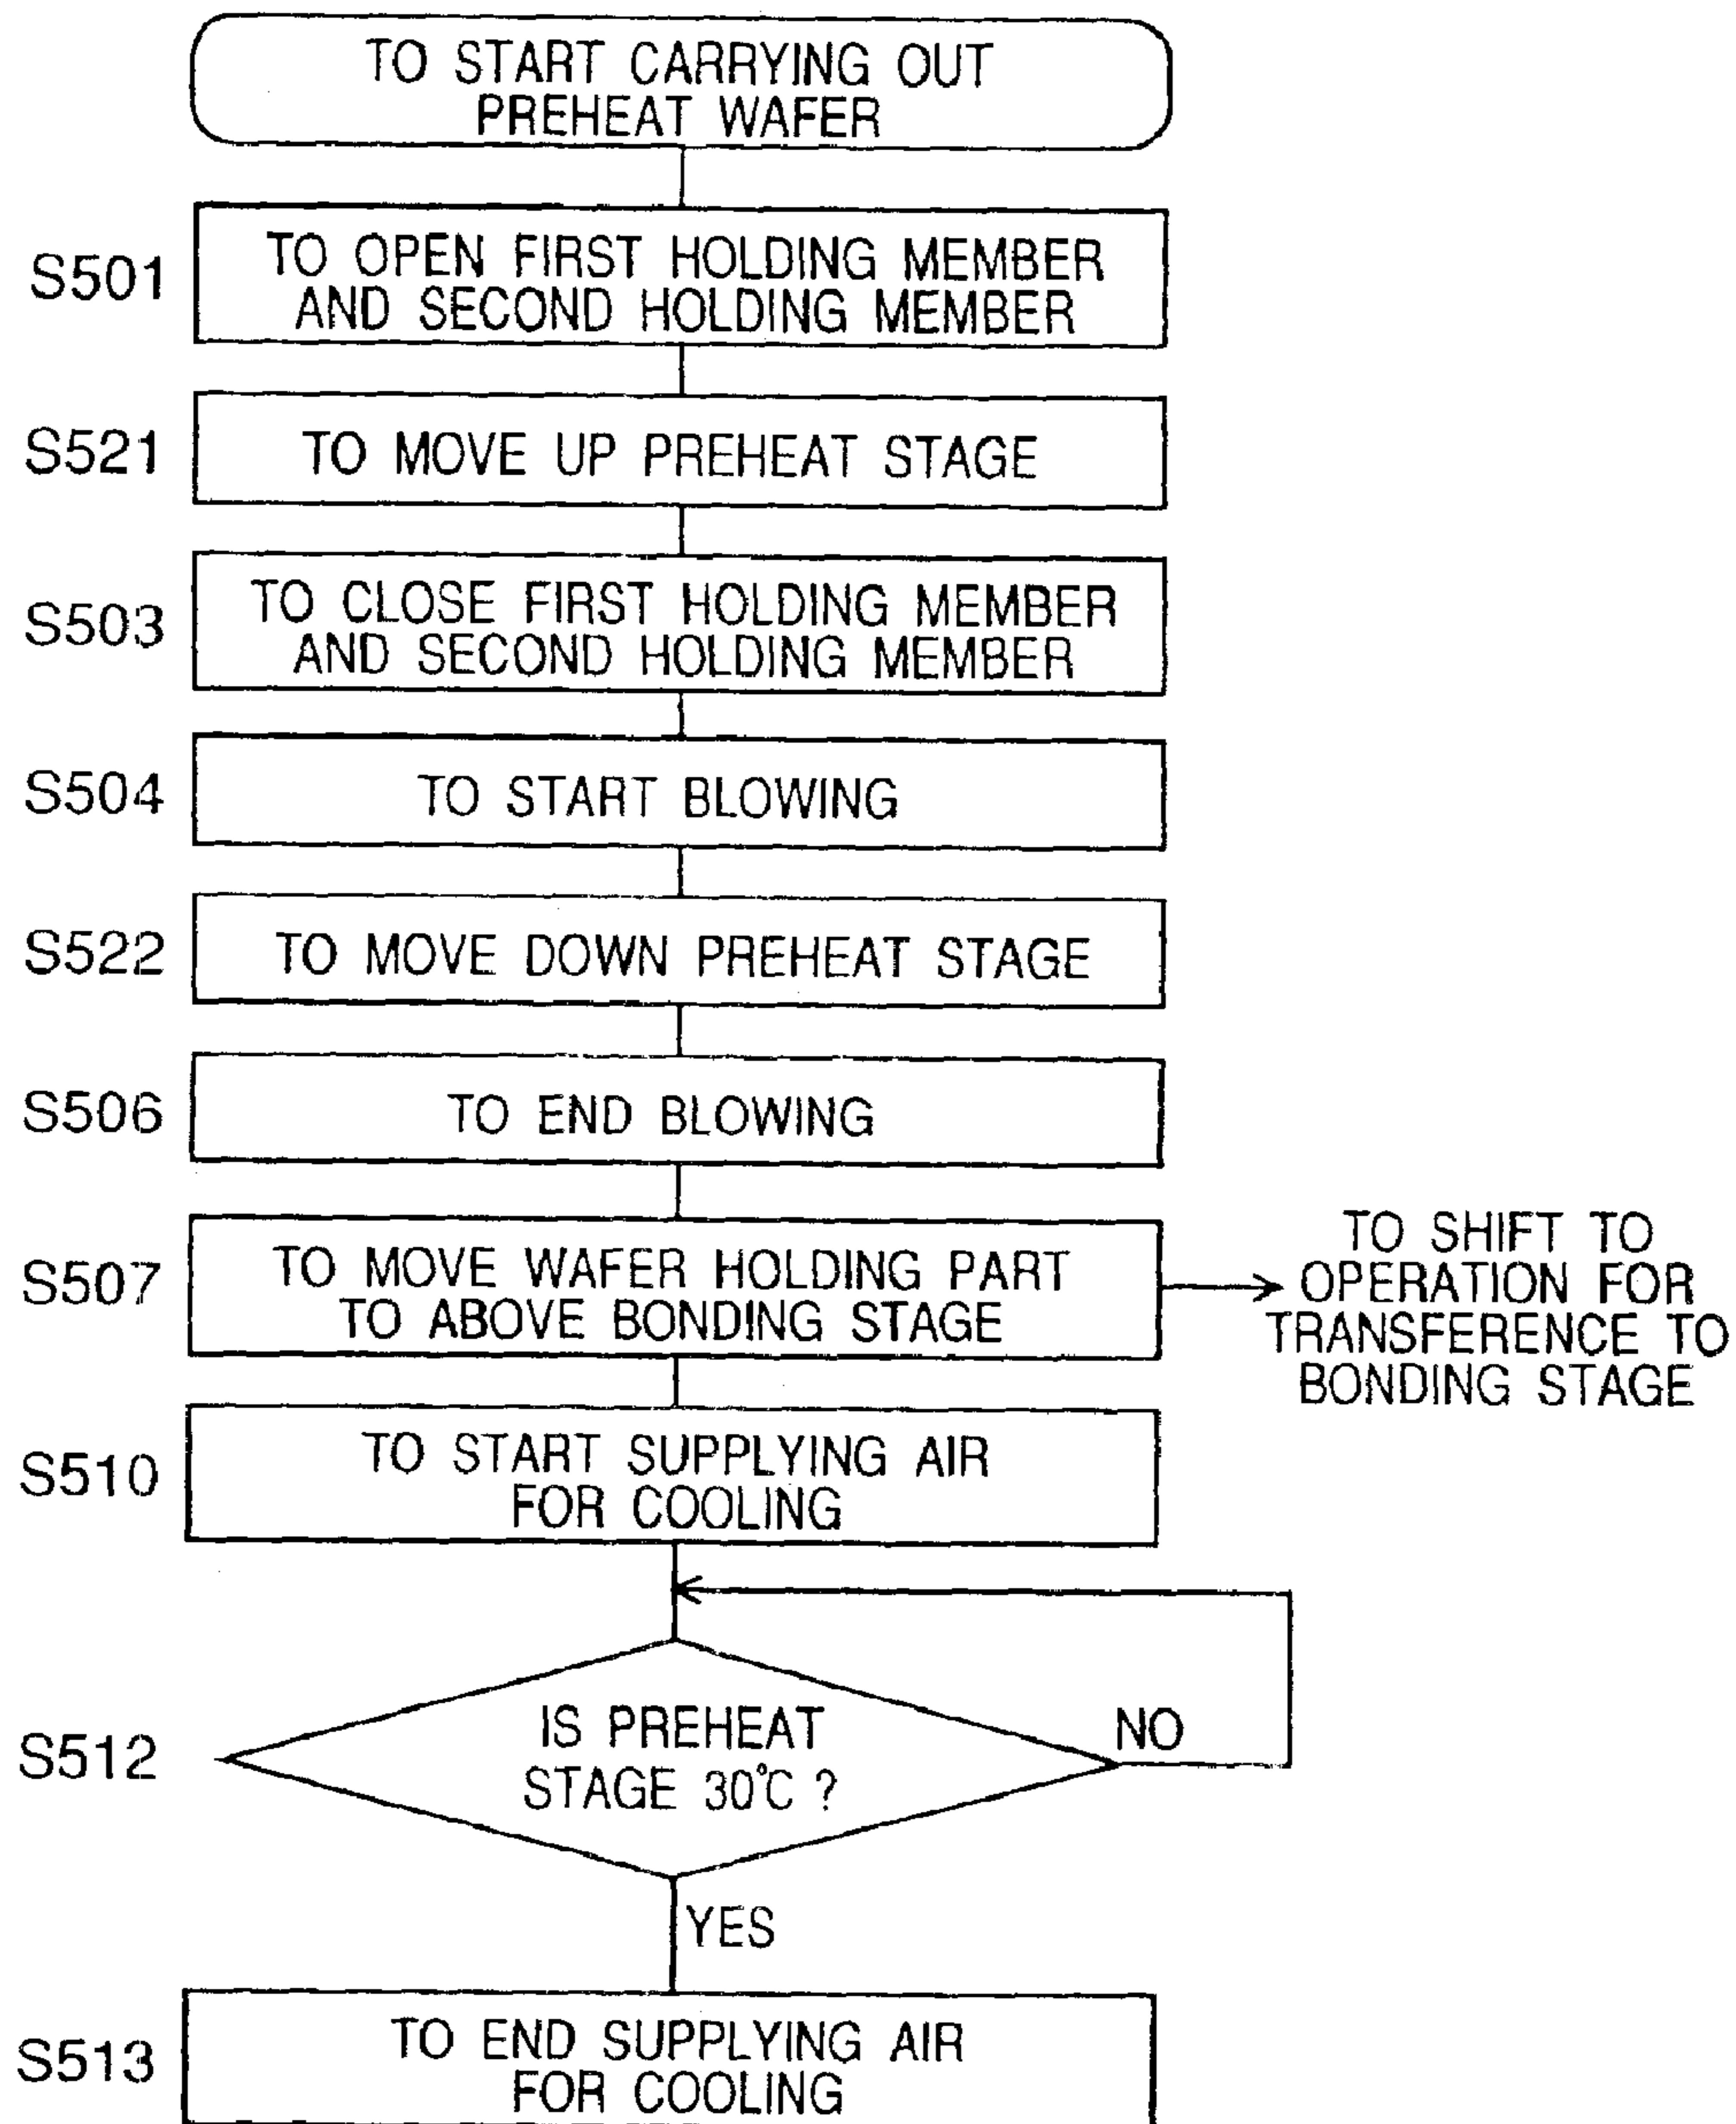 TO START CARRYING OUT
PREHEAT WAFER
S501
TO OPEN FIRST HOLDING MEMBER
AND SECOND HOLDING MEMBER
S521
TO MOVE UP PREHEAT STAGE
S503
TO CLOSE FIRST HOLDING MEMBER
AND SECOND HOLDING MEMBER
S504
TO START BLOWING
S522
TO MOVE DOWN PREHEAT STAGE
S506
TO END BLOWING
S507
TO MOVE WAFER HOLDING PART
TO ABOVE BONDING STAGE
TO SHIFT TO
OPERATION FOR
TRANSFERENCE TO
BONDING STAGE
S510
TO START SUPPLYING AIR
FOR COOLING
S512
IS PREHEAT
STAGE 30℃ ?
NO
YES
S513
TO END SUPPLYING AIR
FOR COOLING